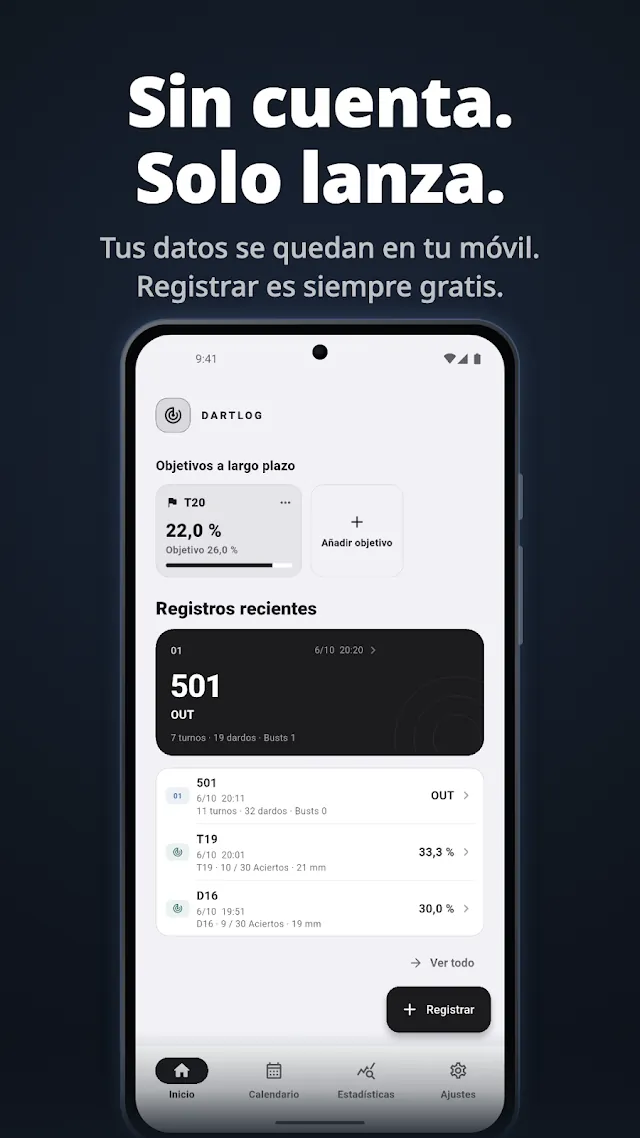 Sin cuenta.
Solo lanza.
Tus datos se quedan en tu móvil.
Registrar es siempre gratis.
9:41
DARTLOG
Objetivos a largo plazo
T20 ···
22,0 %
Objetivo 26,0 %
+
Añadir objetivo
Registros recientes
01 6/10 20:20 >
501
OUT
7 turnos · 19 dardos · Busts 1
501
01 6/10 20:11 OUT >
11 turnos · 32 dardos · Busts 0
T19
6/10 20:01 33,3 % >
T19 · 10 / 30 Aciertos · 21 mm
D16
6/10 19:51 30,0 % >
D16 · 9 / 30 Aciertos · 19 mm
→ Ver todo
+ Registrar
Inicio Calendario Estadísticas Ajustes